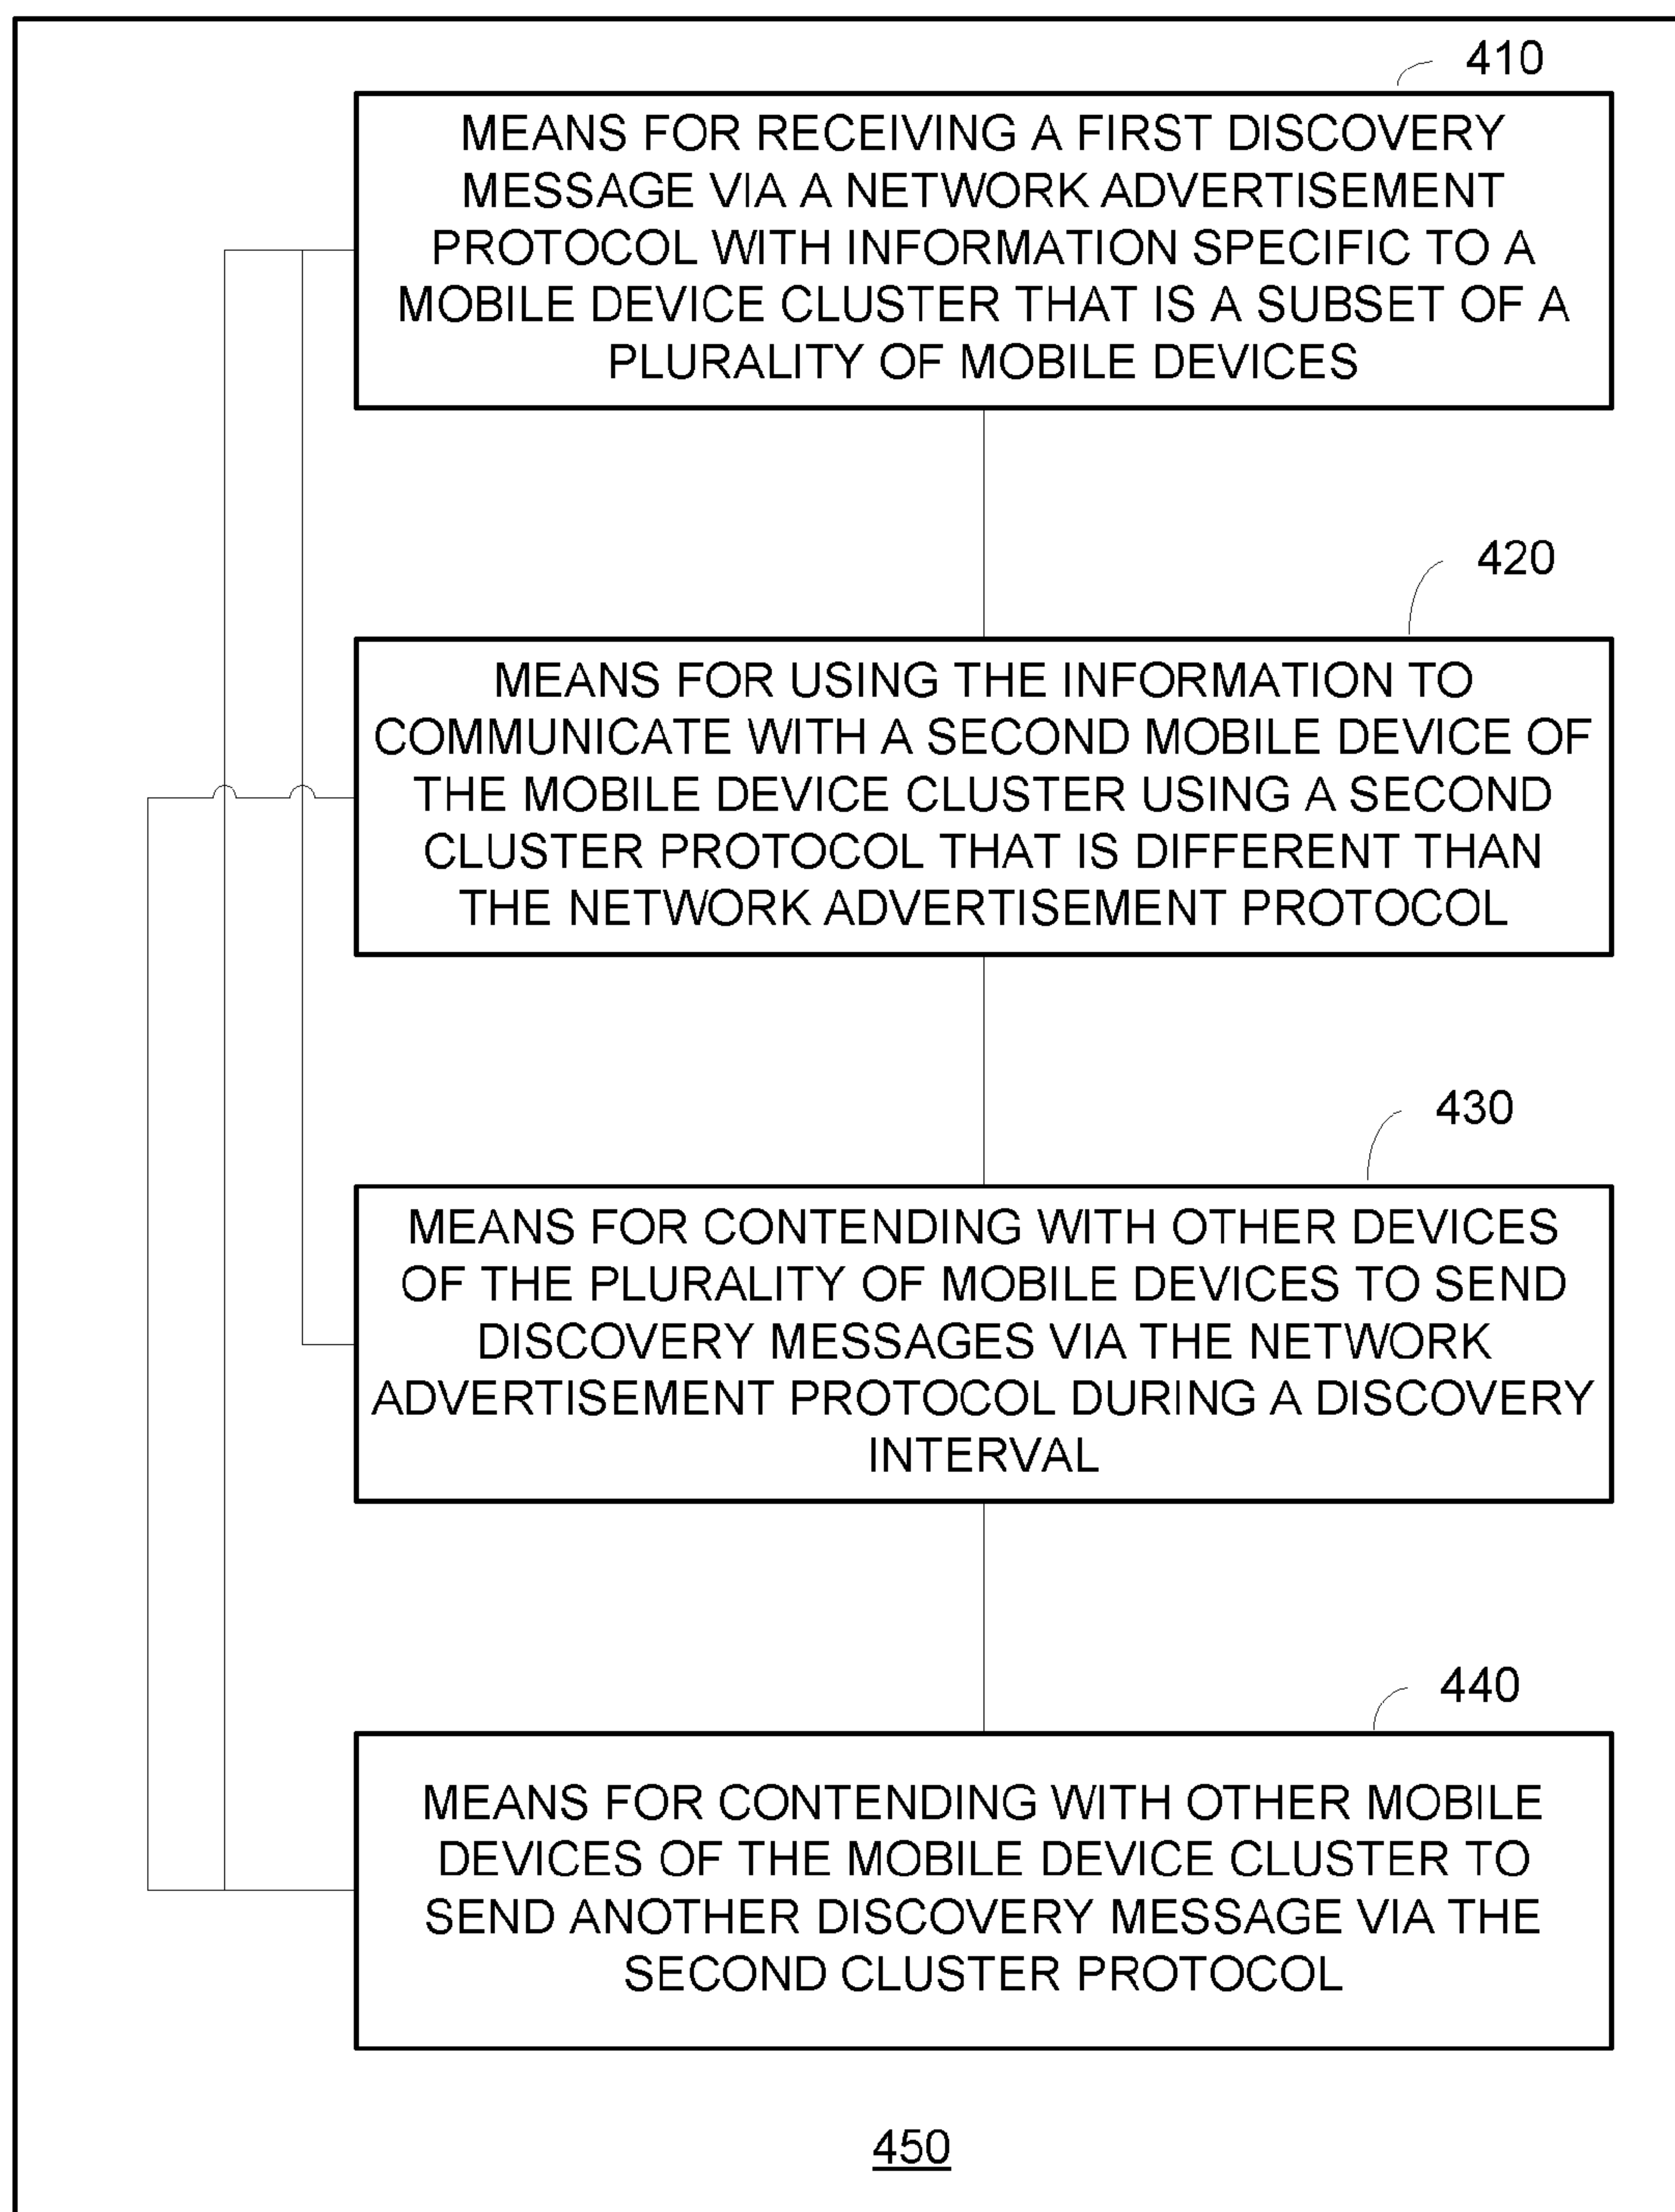 410
MEANS FOR RECEIVING A FIRST DISCOVERY
MESSAGE VIA A NETWORK ADVERTISEMENT
PROTOCOL WITH INFORMATION SPECIFIC TO A
MOBILE DEVICE CLUSTER THAT IS A SUBSET OF A
PLURALITY OF MOBILE DEVICES
420
MEANS FOR USING THE INFORMATION TO
COMMUNICATE WITH A SECOND MOBILE DEVICE OF
THE MOBILE DEVICE CLUSTER USING A SECOND
CLUSTER PROTOCOL THAT IS DIFFERENT THAN
THE NETWORK ADVERTISEMENT PROTOCOL
430
MEANS FOR CONTENDING WITH OTHER DEVICES
OF THE PLURALITY OF MOBILE DEVICES TO SEND
DISCOVERY MESSAGES VIA THE NETWORK
ADVERTISEMENT PROTOCOL DURING A DISCOVERY
INTERVAL
440
MEANS FOR CONTENDING WITH OTHER MOBILE
DEVICES OF THE MOBILE DEVICE CLUSTER TO
SEND ANOTHER DISCOVERY MESSAGE VIA THE
SECOND CLUSTER PROTOCOL
450